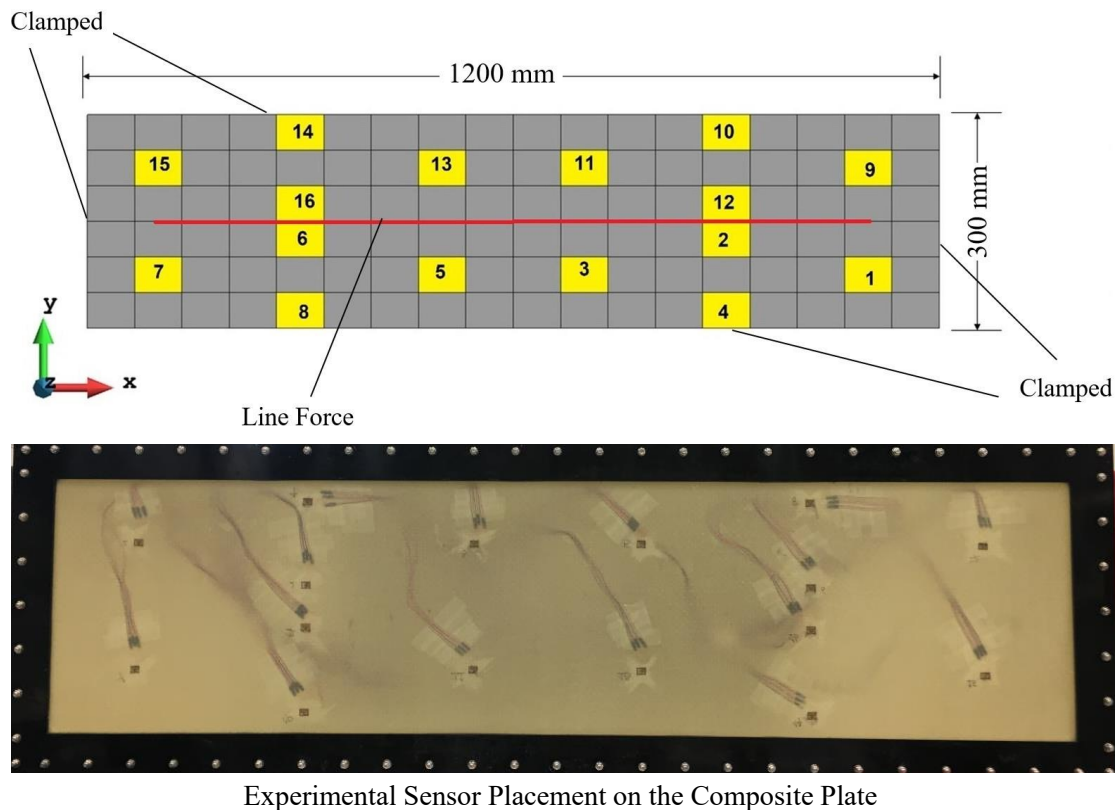 Clamped
1200 mm
14 10
15 13 11 9
16 12
6 2
7 5 3 1
8 4
300 mm
y
z x
Clamped
Line Force
Experimental Sensor Placement on the Composite Plate